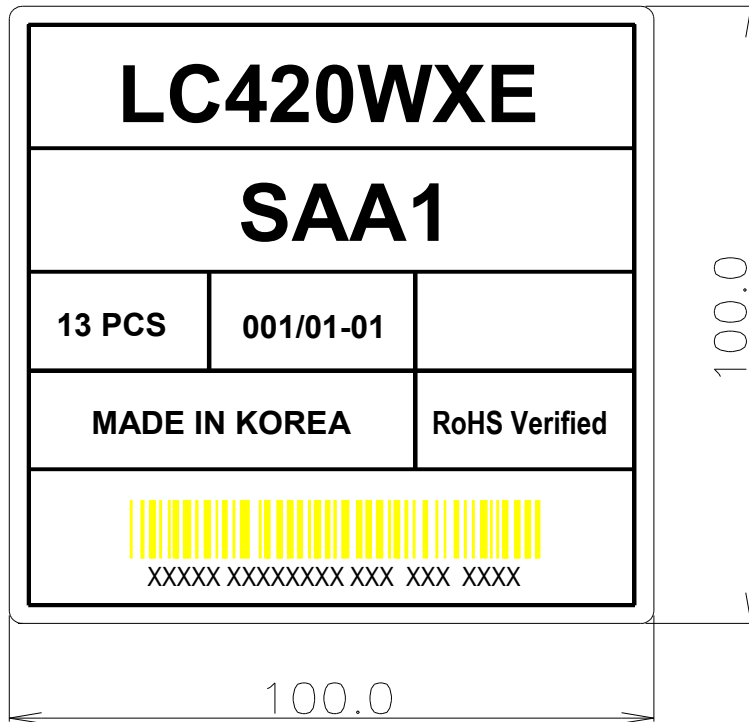 LC420WXE
SAA1
13 PCS 001/01-01
MADE IN KOREA RoHS Verified
XXXXX XXXXXXXX XXX XXX XXXX
100.0
100.0